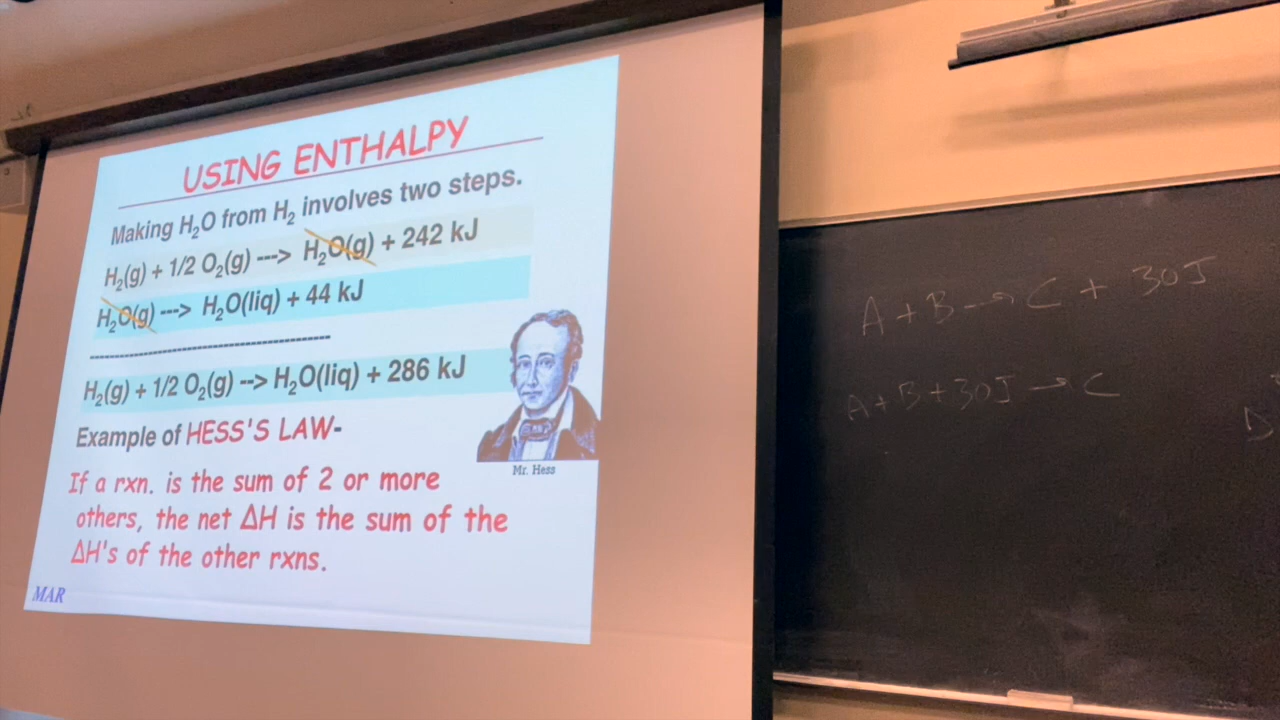 USING ENTHALPY
Making H₂O from H₂ involves two steps.
H₂(g) + 1/2 O₂(g) ---> H₂O(g) + 242 kJ
H₂O(g) ---> H₂O(liq) + 44 kJ
----------------------------------------------
H₂(g) + 1/2 O₂(g) --> H₂O(liq) + 286 kJ
Example of HESS'S LAW-
If a rxn. is the sum of 2 or more
others, the net ΔH is the sum of the
ΔH's of the other rxns.
Mr. Hess
MAR
A + B → C + 30J
A + B + 30J → C